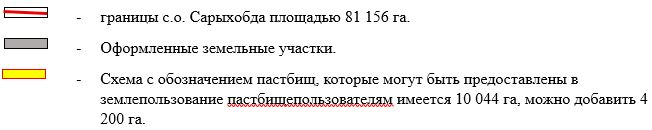 - границы с.о. Сарыхобда площадью 81 156 га.
- Оформленные земельные участки.
- Схема с обозначением пастбищ, которые могут быть предоставлены в
землепользование пастбищепользователям имеется 10 044 га, можно добавить 4
200 га.